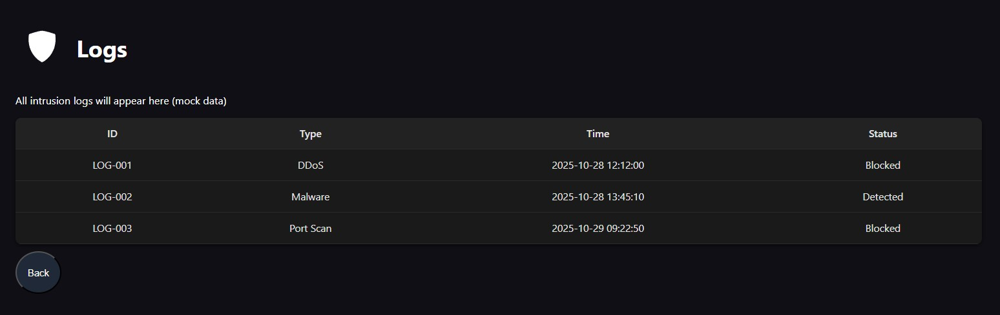 Logs
All intrusion logs will appear here (mock data)
ID Type Time Status
LOG-001 DDoS 2025-10-28 12:12:00 Blocked
LOG-002 Malware 2025-10-28 13:45:10 Detected
LOG-003 Port Scan 2025-10-29 09:22:50 Blocked
Back